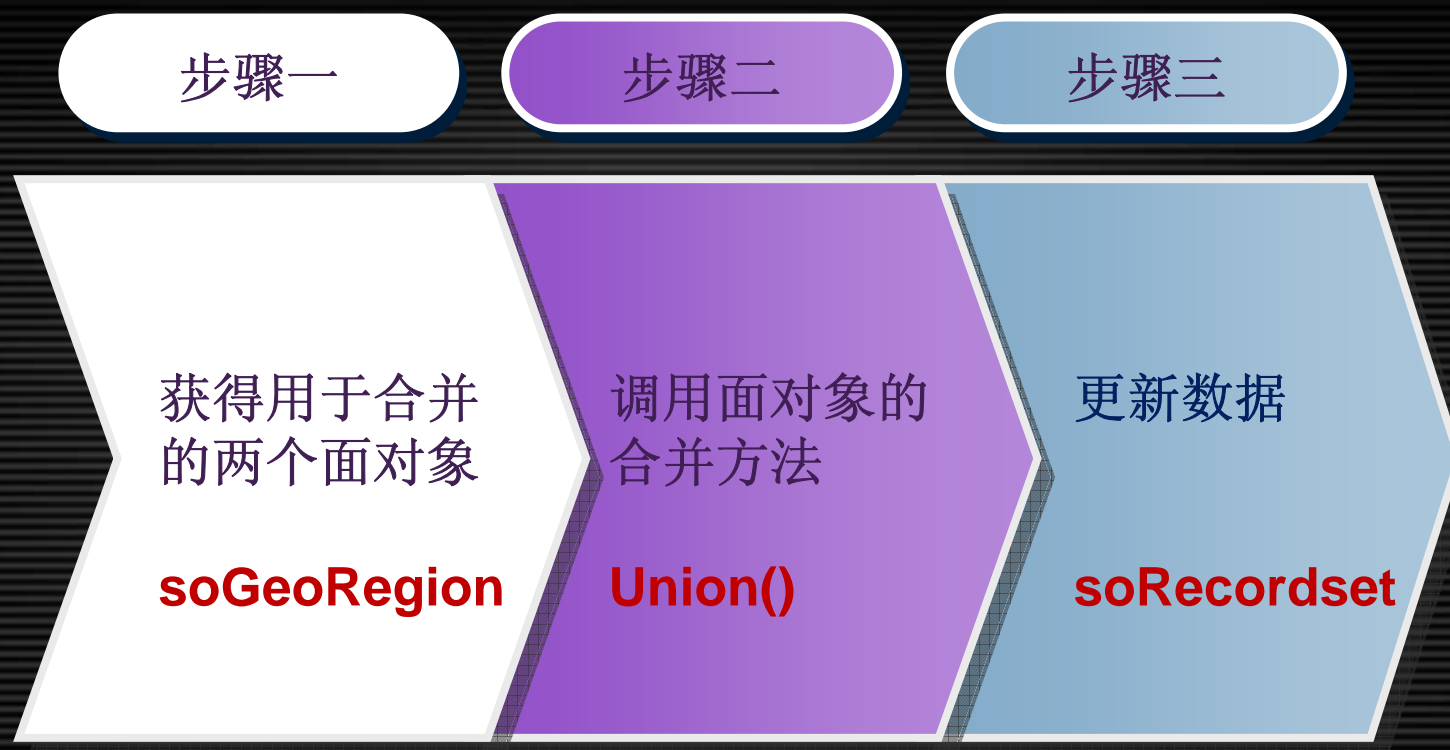 步骤一
步骤二
步骤三
获得用于合并
的两个面对象
soGeoRegion
调用面对象的
合并方法
Union()
更新数据
soRecordset